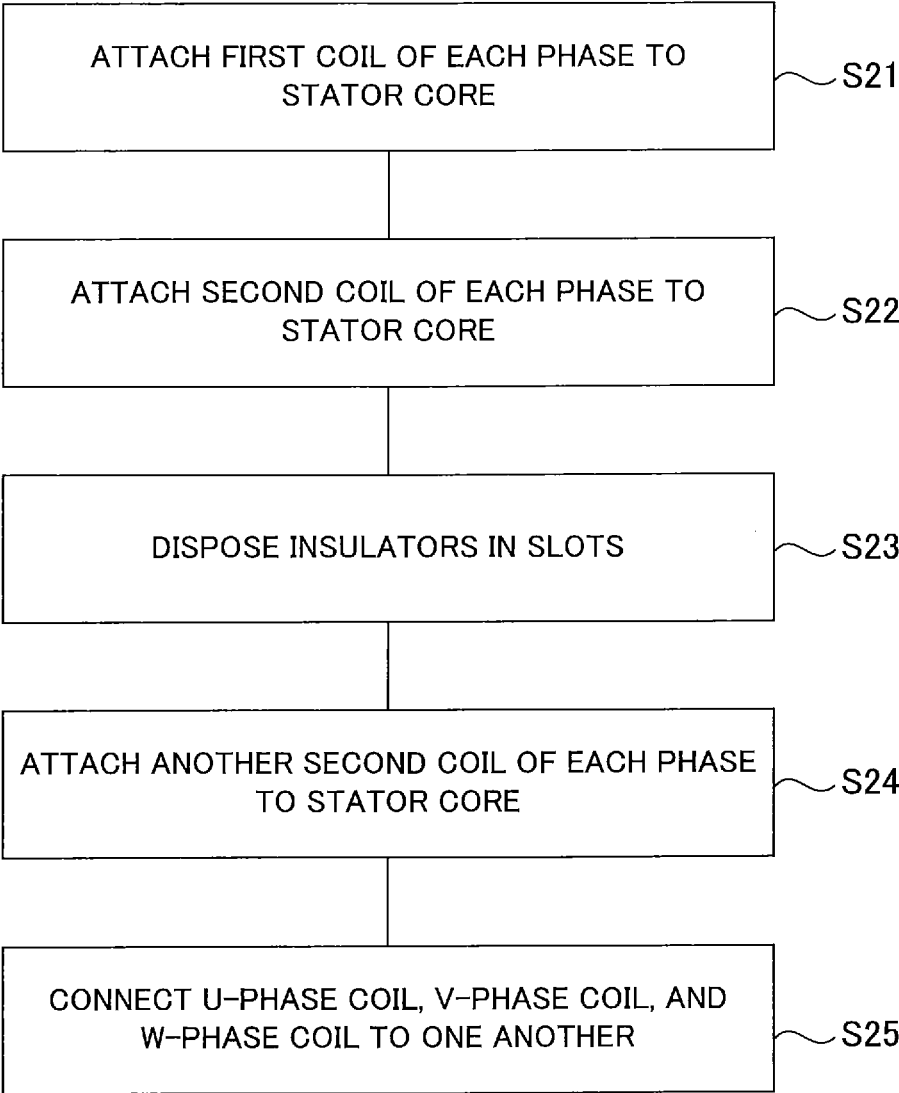 ATTACH FIRST COIL OF EACH PHASE TO
STATOR CORE
S21
ATTACH SECOND COIL OF EACH PHASE TO
STATOR CORE
S22
DISPOSE INSULATORS IN SLOTS
S23
ATTACH ANOTHER SECOND COIL OF EACH PHASE
TO STATOR CORE
S24
CONNECT U-PHASE COIL, V-PHASE COIL, AND
W-PHASE COIL TO ONE ANOTHER
S25